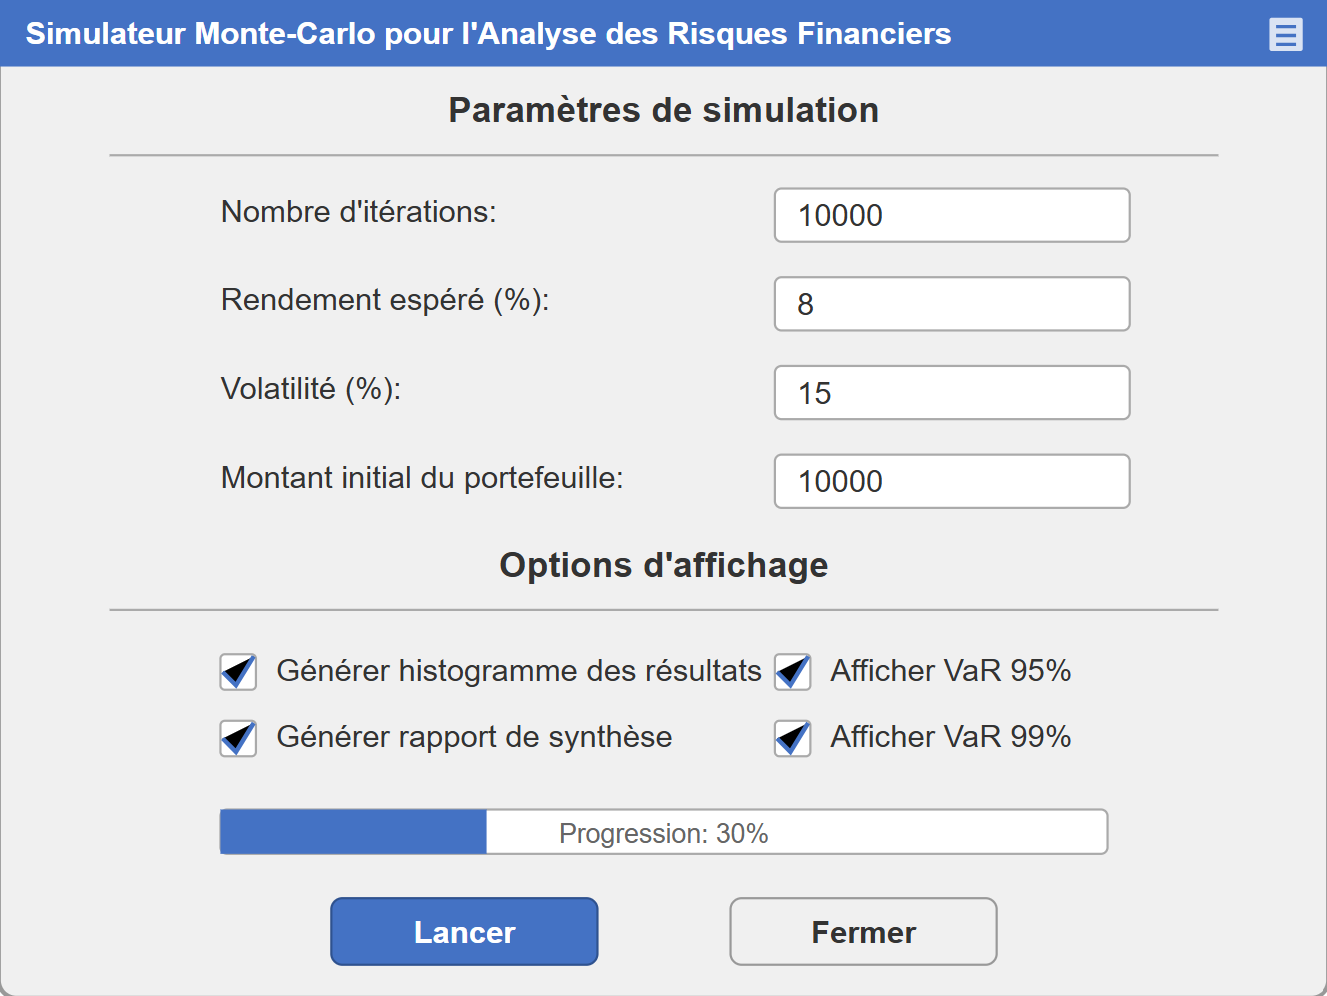 Simulateur Monte-Carlo pour l'Analyse des Risques Financiers
Paramètres de simulation
Nombre d'itérations: 10000
Rendement espéré (%): 8
Volatilité (%): 15
Montant initial du portefeuille: 10000
Options d'affichage
Générer histogramme des résultats Afficher VaR 95%
Générer rapport de synthèse Afficher VaR 99%
Progression: 30%
Lancer Fermer